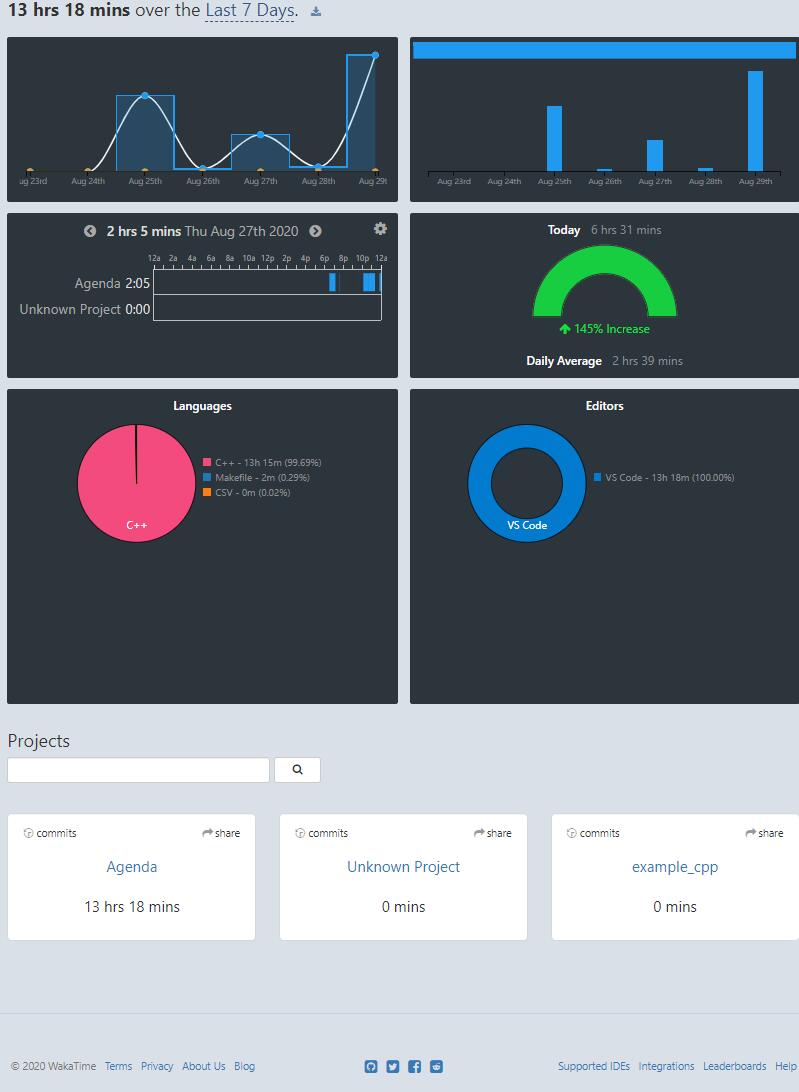 13 hrs 18 mins over the Last 7 Days.
ug 23rd Aug 24th Aug 25th Aug 26th Aug 27th Aug 28th Aug 29t
Aug 23rd Aug 24th Aug 25th Aug 26th Aug 27th Aug 28th Aug 29th
2 hrs 5 mins Thu Aug 27th 2020
12a 2a 4a 6a 8a 10a 12p 2p 4p 6p 8p 10p 12a
Agenda 2:05
Unknown Project 0:00
Today 6 hrs 31 mins
145% Increase
Daily Average 2 hrs 39 mins
Languages
C++ - 13h 15m (99.69%)
Makefile - 2m (0.29%)
CSV - 0m (0.02%)
C++
Editors
VS Code - 13h 18m (100.00%)
VS Code
Projects
commits share
Agenda
13 hrs 18 mins
commits share
Unknown Project
0 mins
commits share
example_cpp
0 mins
© 2020 WakaTime Terms Privacy About Us Blog
Supported IDEs Integrations Leaderboards Help